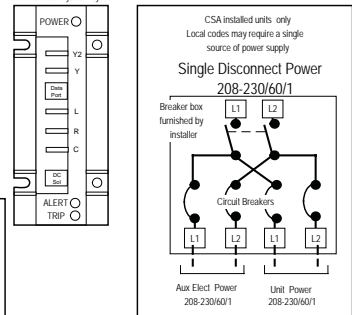 POWER
Y2
Y
Data
Port
L
R
C
DC
Sol
ALERT
TRIP
CSA installed units only
Local codes may require a single
source of power supply
Single Disconnect Power
208-230/60/1
Breaker box
furnished by
installer
L1 L2
Circuit Breakers
L1 L2 L1 L2
Aux Elect Power
208-230/60/1
Unit Power
208-230/60/1